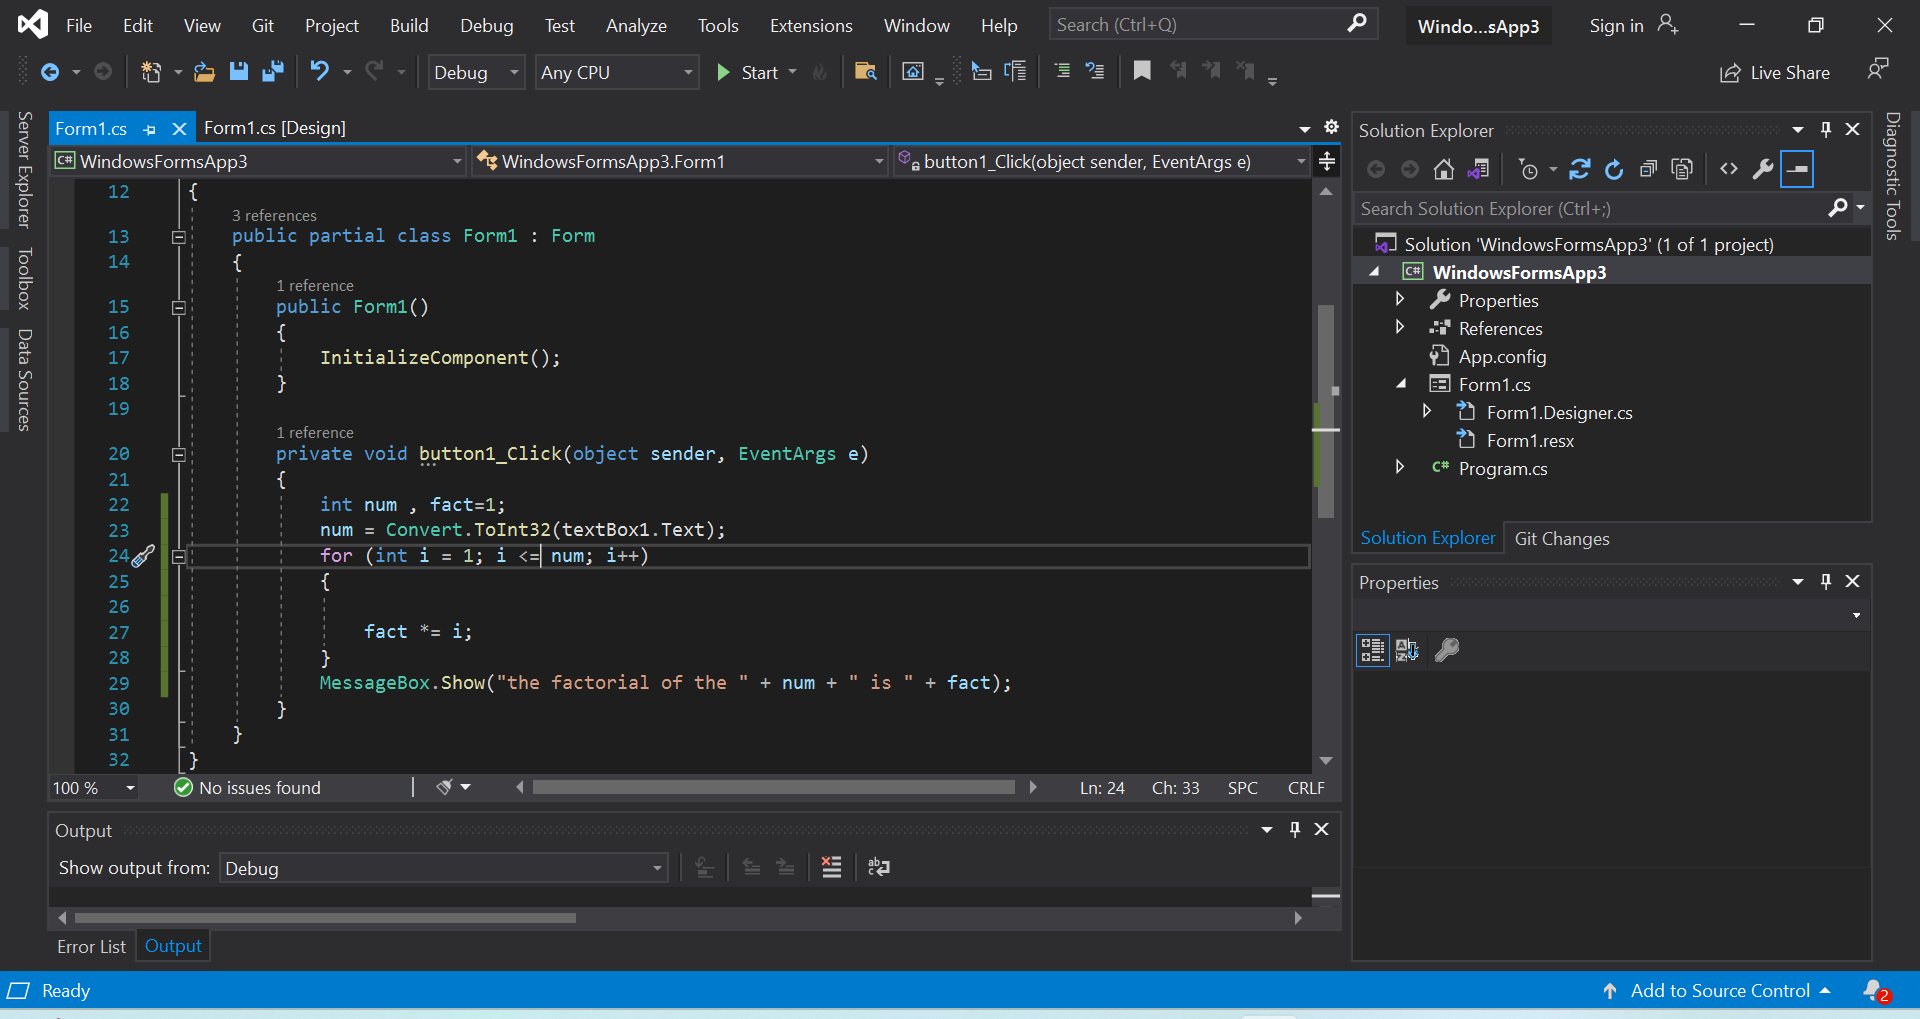 File Edit View Git Project Build Debug Test Analyze Tools Extensions Window Help Search (Ctrl+Q) Windo...sApp3 Sign in
Debug Any CPU Start Live Share
Server Explorer
Toolbox
Data Sources
Form1.cs Form1.cs [Design]
C# WindowsFormsApp3 WindowsFormsApp3.Form1 button1_Click(object sender, EventArgs e)
12 {
3 references
13 public partial class Form1 : Form
14 {
1 reference
15 public Form1()
16 {
17 InitializeComponent();
18 }
19
1 reference
20 private void button1_Click(object sender, EventArgs e)
21 {
22 int num , fact=1;
23 num = Convert.ToInt32(textBox1.Text);
24 for (int i = 1; i <= num; i++)
25 {
26
27 fact *= i;
28 }
29 MessageBox.Show("the factorial of the " + num + " is " + fact);
30 }
31 }
32 }
100 % No issues found Ln: 24 Ch: 33 SPC CRLF
Output
Show output from: Debug
Error List Output
Solution Explorer
Search Solution Explorer (Ctrl+;)
Solution 'WindowsFormsApp3' (1 of 1 project)
C# WindowsFormsApp3
Properties
References
App.config
Form1.cs
Form1.Designer.cs
Form1.resx
C# Program.cs
Solution Explorer Git Changes
Properties
Diagnostic Tools
Ready Add to Source Control 2